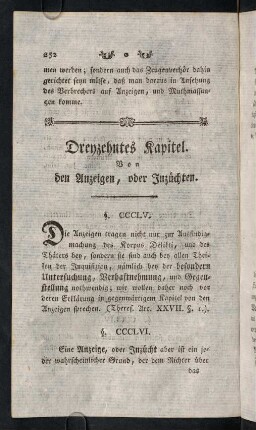 252
men werden; sondern auch das Zeugenverhör dahin
gerichtet seyn müsse, daß man daraus in Ansehung
des Verbrechers auf Anzeigen, und Muthmassun-
gen komme.
Dreyzehntes Kapitel.
Von
den Anzeigen, oder Inzüchten.
§. CCCLV.
Die Anzeigen tragen nicht nur zur Ausfindig-
machung des Korpus Delikti, und des
Thäters bey, sondern sie sind auch bey allen Thei-
len der Inquisizion, nämlich bey der besondern
Untersuchung, Verhaftnehmung, und Gegen-
stellung nothwendig; wir wollen daher noch vor
deren Erklärung in gegenwärtigem Kapitel von den
Anzeigen sprechen. (Theres. Art. XXVII. §. 1.).
§. CCCLVI.
Eine Anzeige, oder Inzücht aber ist ein je-
der wahrscheinlicher Grund, der dem Richter über
das